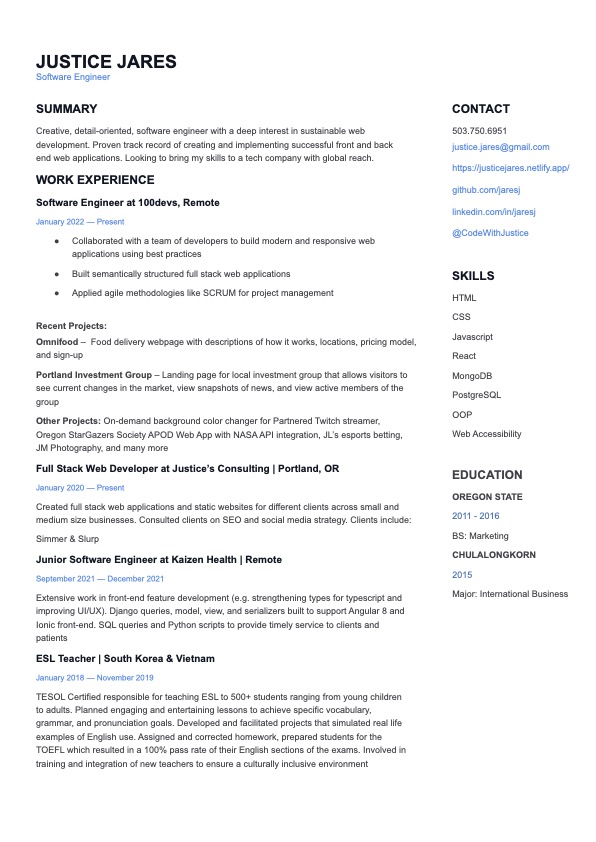 JUSTICE JARES
Software Engineer
SUMMARY
Creative, detail-oriented, software engineer with a deep interest in sustainable web
development. Proven track record of creating and implementing successful front and back
end web applications. Looking to bring my skills to a tech company with global reach.
WORK EXPERIENCE
Software Engineer at 100devs, Remote
January 2022 — Present
● Collaborated with a team of developers to build modern and responsive web
applications using best practices
● Built semantically structured full stack web applications
● Applied agile methodologies like SCRUM for project management
Recent Projects:
Omnifood – Food delivery webpage with descriptions of how it works, locations, pricing model,
and sign-up
Portland Investment Group – Landing page for local investment group that allows visitors to
see current changes in the market, view snapshots of news, and view active members of the
group
Other Projects: On-demand background color changer for Partnered Twitch streamer,
Oregon StarGazers Society APOD Web App with NASA API integration, JL's esports betting,
JM Photography, and many more
Full Stack Web Developer at Justice's Consulting | Portland, OR
January 2020 — Present
Created full stack web applications and static websites for different clients across small and
medium size businesses. Consulted clients on SEO and social media strategy. Clients include:
Simmer & Slurp
Junior Software Engineer at Kaizen Health | Remote
September 2021 — December 2021
Extensive work in front-end feature development (e.g. strengthening types for typescript and
improving UI/UX). Django queries, model, view, and serializers built to support Angular 8 and
Ionic front-end. SQL queries and Python scripts to provide timely service to clients and
patients
ESL Teacher | South Korea & Vietnam
January 2018 — November 2019
TESOL Certified responsible for teaching ESL to 500+ students ranging from young children
to adults. Planned engaging and entertaining lessons to achieve specific vocabulary,
grammar, and pronunciation goals. Developed and facilitated projects that simulated real life
examples of English use. Assigned and corrected homework, prepared students for the
TOEFL which resulted in a 100% pass rate of their English sections of the exams. Involved in
training and integration of new teachers to ensure a culturally inclusive environment
CONTACT
503.750.6951
justice.jares@gmail.com
https://justicejares.netlify.app/
github.com/jaresj
linkedin.com/in/jaresj
@CodeWithJustice
SKILLS
HTML
CSS
Javascript
React
MongoDB
PostgreSQL
OOP
Web Accessibility
EDUCATION
OREGON STATE
2011 - 2016
BS: Marketing
CHULALONGKORN
2015
Major: International Business